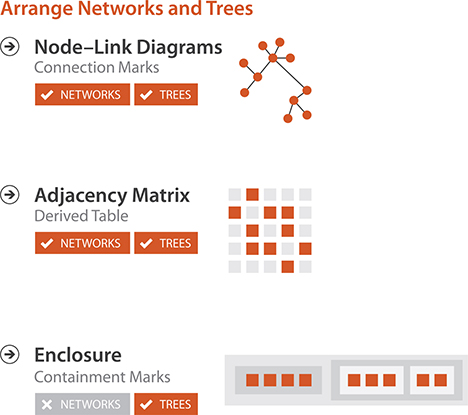 Arrange Networks and Trees
Node–Link Diagrams
Connection Marks
NETWORKS TREES
Adjacency Matrix
Derived Table
NETWORKS TREES
Enclosure
Containment Marks
NETWORKS TREES